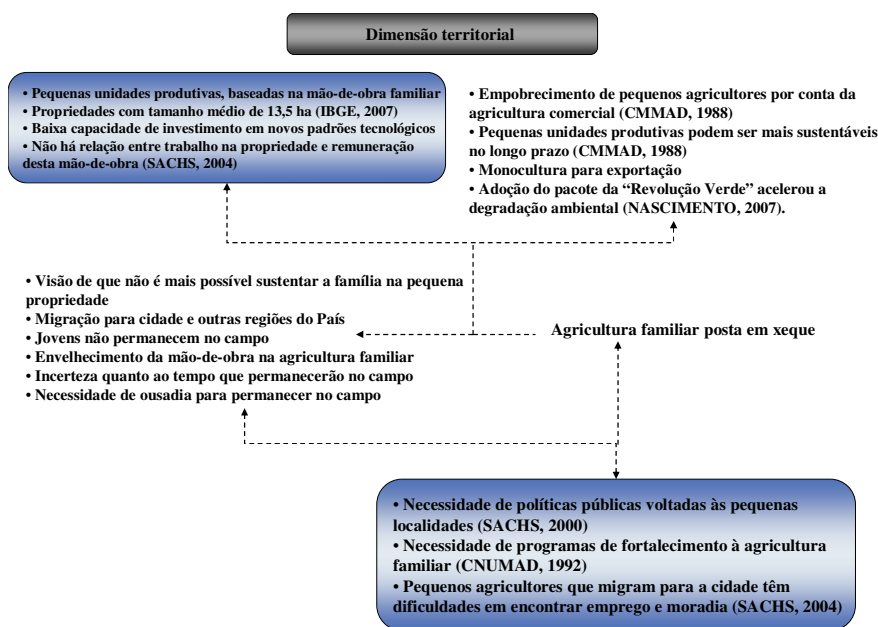 Dimensão territorial
• Pequenas unidades produtivas, baseadas na mão-de-obra familiar
• Propriedades com tamanho médio de 13,5 ha (IBGE, 2007)
• Baixa capacidade de investimento em novos padrões tecnológicos
• Não há relação entre trabalho na propriedade e remuneração
desta mão-de-obra (SACHS, 2004)
• Empobrecimento de pequenos agricultores por conta da
agricultura comercial (CMMAD, 1988)
• Pequenas unidades produtivas podem ser mais sustentáveis
no longo prazo (CMMAD, 1988)
• Monocultura para exportação
• Adoção do pacote da “Revolução Verde” acelerou a
degradação ambiental (NASCIMENTO, 2007).
• Visão de que não é mais possível sustentar a família na pequena
propriedade
• Migração para cidade e outras regiões do País
• Jovens não permanecem no campo
• Envelhecimento da mão-de-obra na agricultura familiar
• Incerteza quanto ao tempo que permanecerão no campo
• Necessidade de ousadia para permanecer no campo
Agricultura familiar posta em xeque
• Necessidade de políticas públicas voltadas às pequenas
localidades (SACHS, 2000)
• Necessidade de programas de fortalecimento à agricultura
familiar (CNUMAD, 1992)
• Pequenos agricultores que migram para a cidade têm
dificuldades em encontrar emprego e moradia (SACHS, 2004)